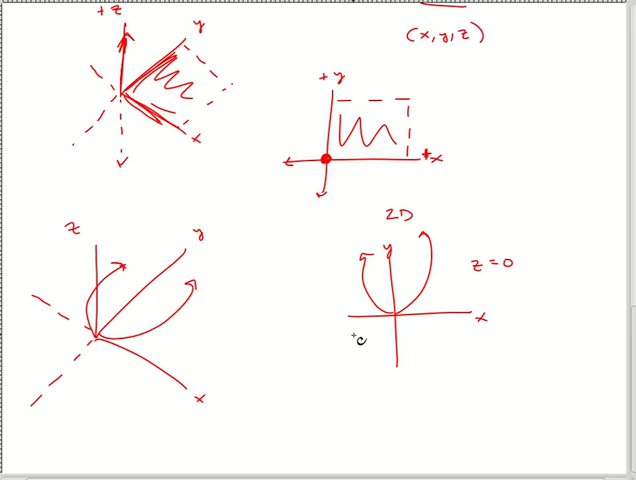 +z
y
x
(x, y, z)
+y
+x
z
y
x
2D
y
x
z = 0